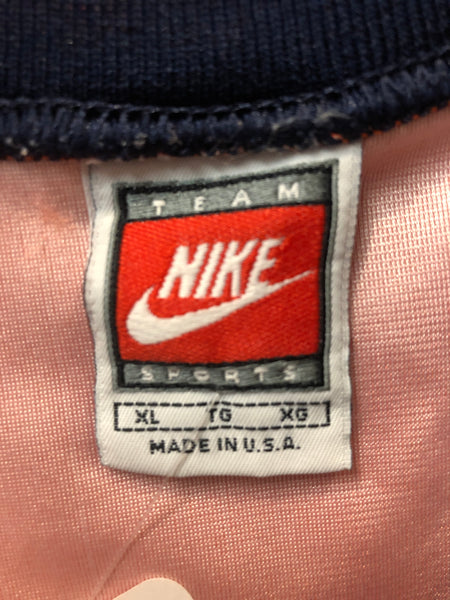 TEAM
NIKE
SPORTS
XL TG XG
MADE IN U.S.A.